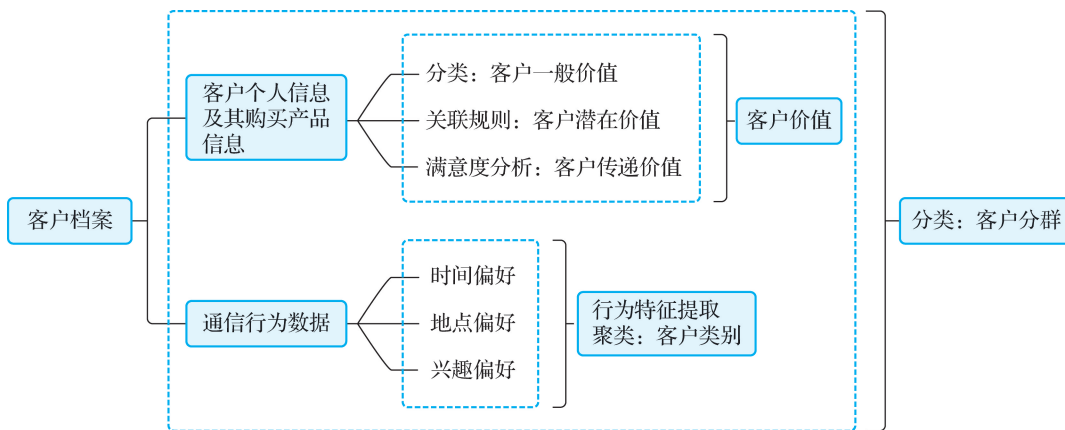 客户档案
客户个人信息
及其购买产品
信息
分类：客户一般价值
关联规则：客户潜在价值
满意度分析：客户传递价值
客户价值
通信行为数据
时间偏好
地点偏好
兴趣偏好
行为特征提取
聚类：客户类别
分类：客户分群